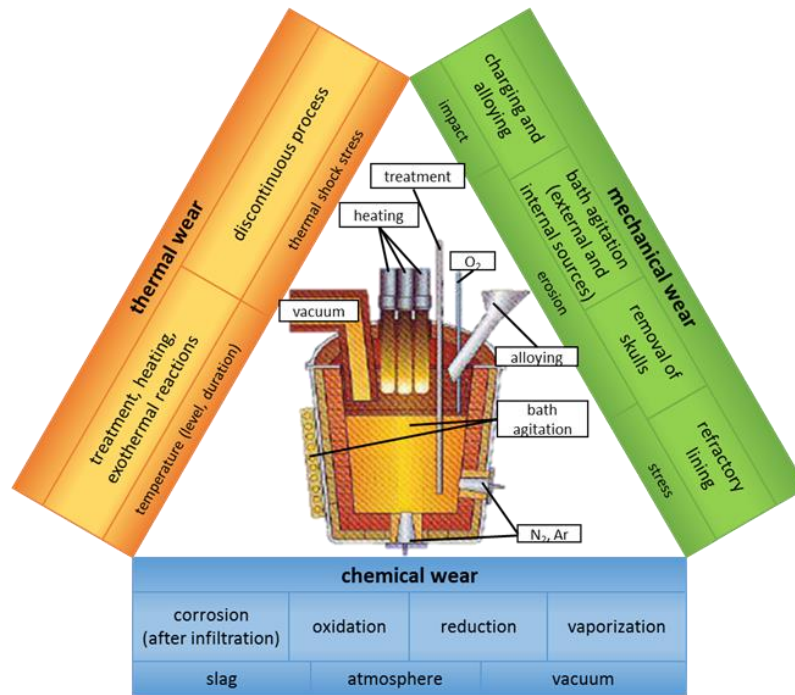 thermal wear
discontinuous process
treatment, heating,
exothermal reactions
thermal shock stress
temperature (level, duration)
mechanical wear
charging and
alloying
bath agitation
(external and
internal sources)
removal of
skulls
refractory
lining
impact
erosion
stress
treatment
heating
O₂
vacuum
alloying
bath
agitation
N₂, Ar
chemical wear
corrosion
(after infiltration)
oxidation
reduction
vaporization
slag
atmosphere
vacuum